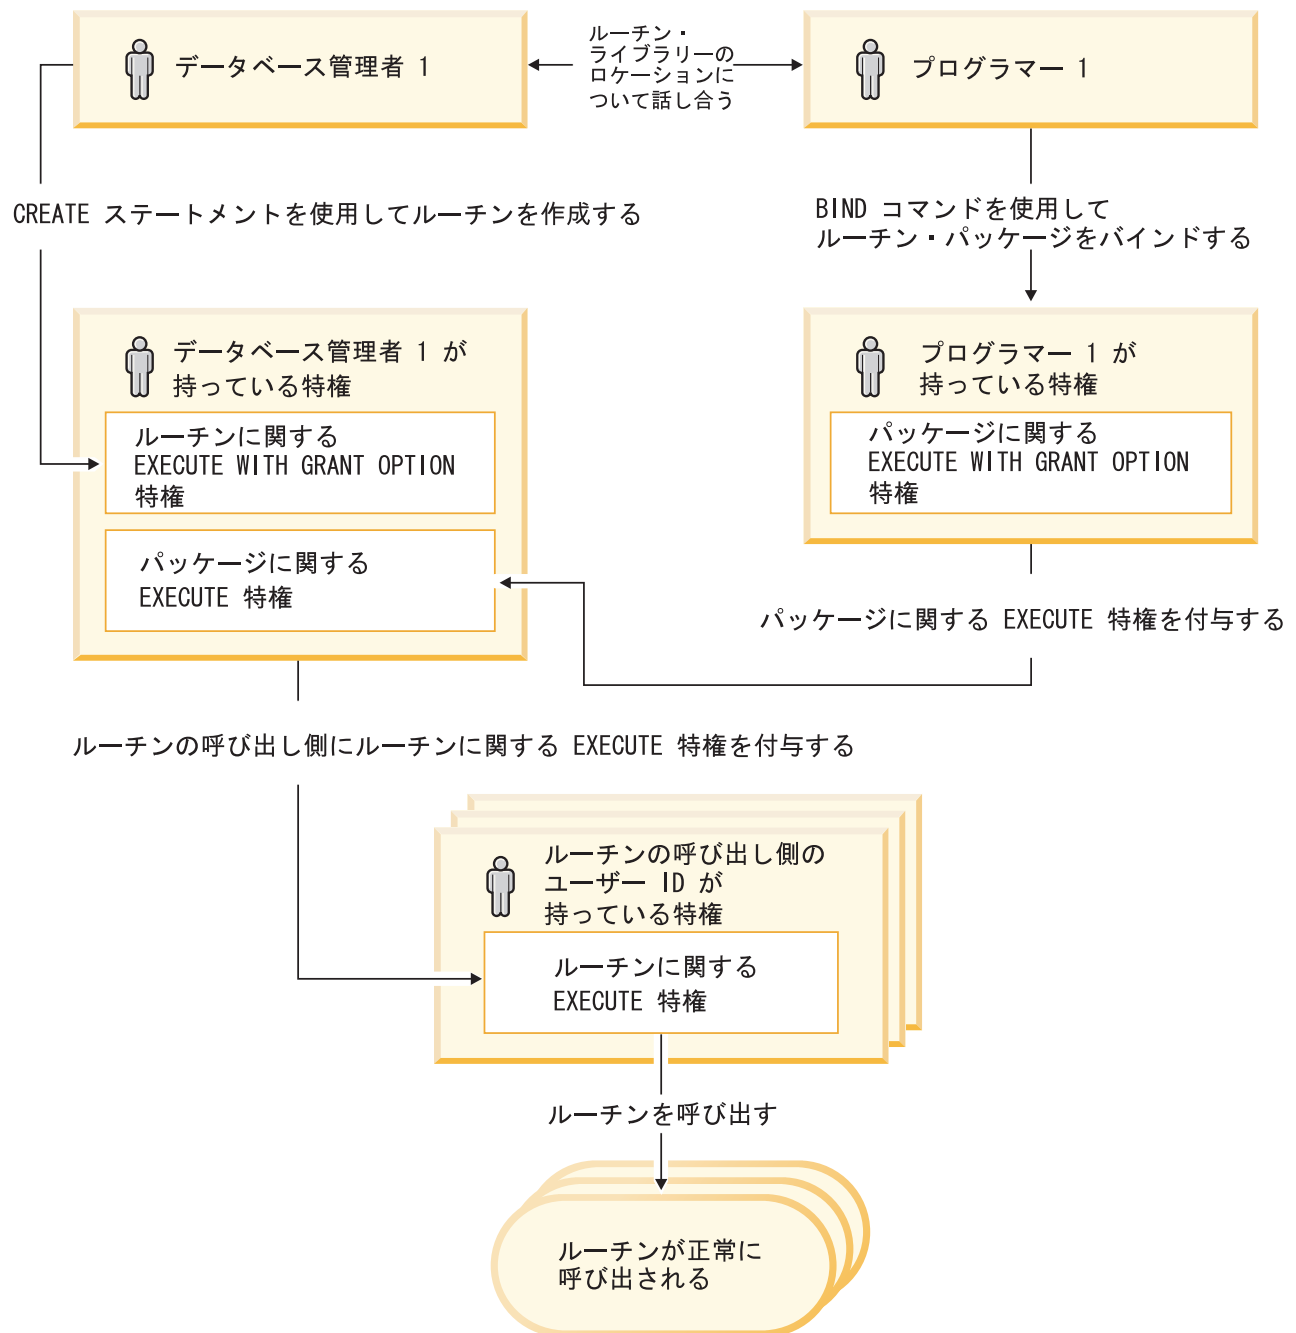 データベース管理者 1
ルーチン・
ライブラリーの
ロケーションに
ついて話し合う
プログラマー 1
CREATE ステートメントを使用してルーチンを作成する
BIND コマンドを使用して
ルーチン・パッケージをバインドする
データベース管理者 1 が
持っている特権
ルーチンに関する
EXECUTE WITH GRANT OPTION
特権
パッケージに関する
EXECUTE 特権
プログラマー 1 が
持っている特権
パッケージに関する
EXECUTE WITH GRANT OPTION
特権
パッケージに関する EXECUTE 特権を付与する
ルーチンの呼び出し側にルーチンに関する EXECUTE 特権を付与する
ルーチンの呼び出し側の
ユーザー ID が
持っている特権
ルーチンに関する
EXECUTE 特権
ルーチンを呼び出す
ルーチンが正常に
呼び出される